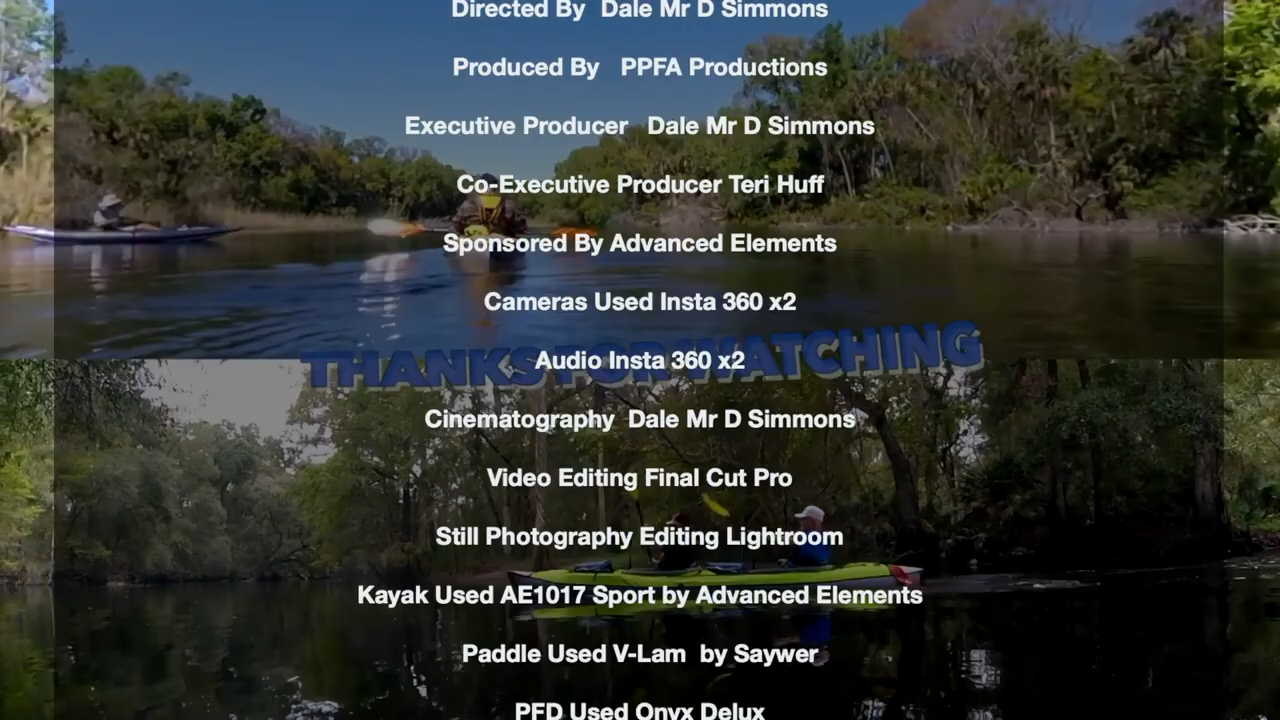 Directed By Dale Mr D Simmons
Produced By PPFA Productions
Executive Producer Dale Mr D Simmons
Co-Executive Producer Teri Huff
Sponsored By Advanced Elements
Cameras Used Insta 360 x2
THANKS FOR WATCHING
Audio Insta 360 x2
Cinematography Dale Mr D Simmons
Video Editing Final Cut Pro
Still Photography Editing Lightroom
Kayak Used AE1017 Sport by Advanced Elements
Paddle Used V-Lam by Saywer
PFD Used Onyx Delux